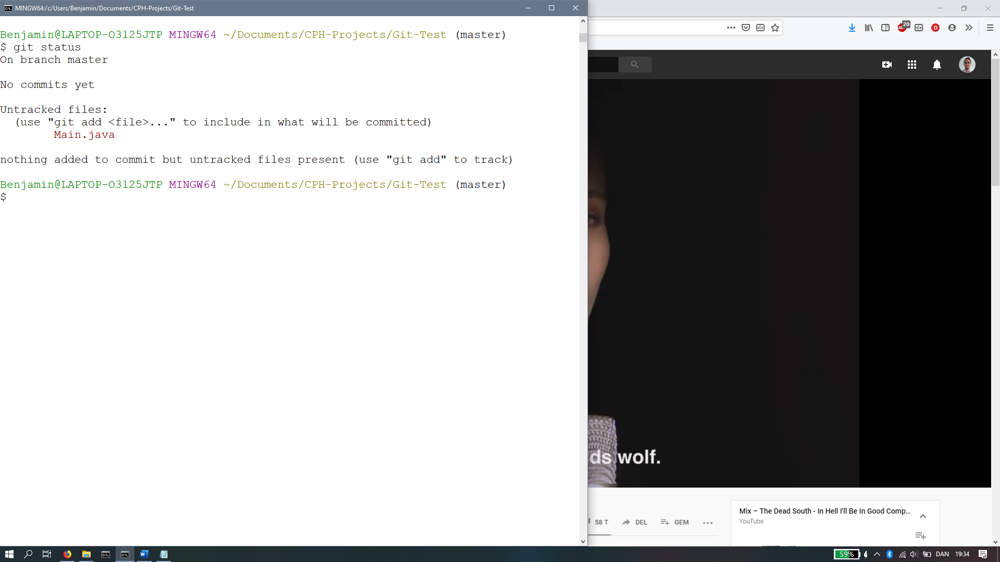 MINGW64:/c/Users/Benjamin/Documents/CPH-Projects/Git-Test
Benjamin@LAPTOP-O3125JTP MINGW64 ~/Documents/CPH-Projects/Git-Test (master)
$ git status
On branch master
No commits yet
Untracked files:
(use "git add <file>..." to include in what will be committed)
Main.java
nothing added to commit but untracked files present (use "git add" to track)
Benjamin@LAPTOP-O3125JTP MINGW64 ~/Documents/CPH-Projects/Git-Test (master)
$
20
D
ds wolf.
58 T
DEL
GEM
Mix – The Dead South - In Hell I'll Be In Good Comp...
YouTube
59%
DAN
19:34